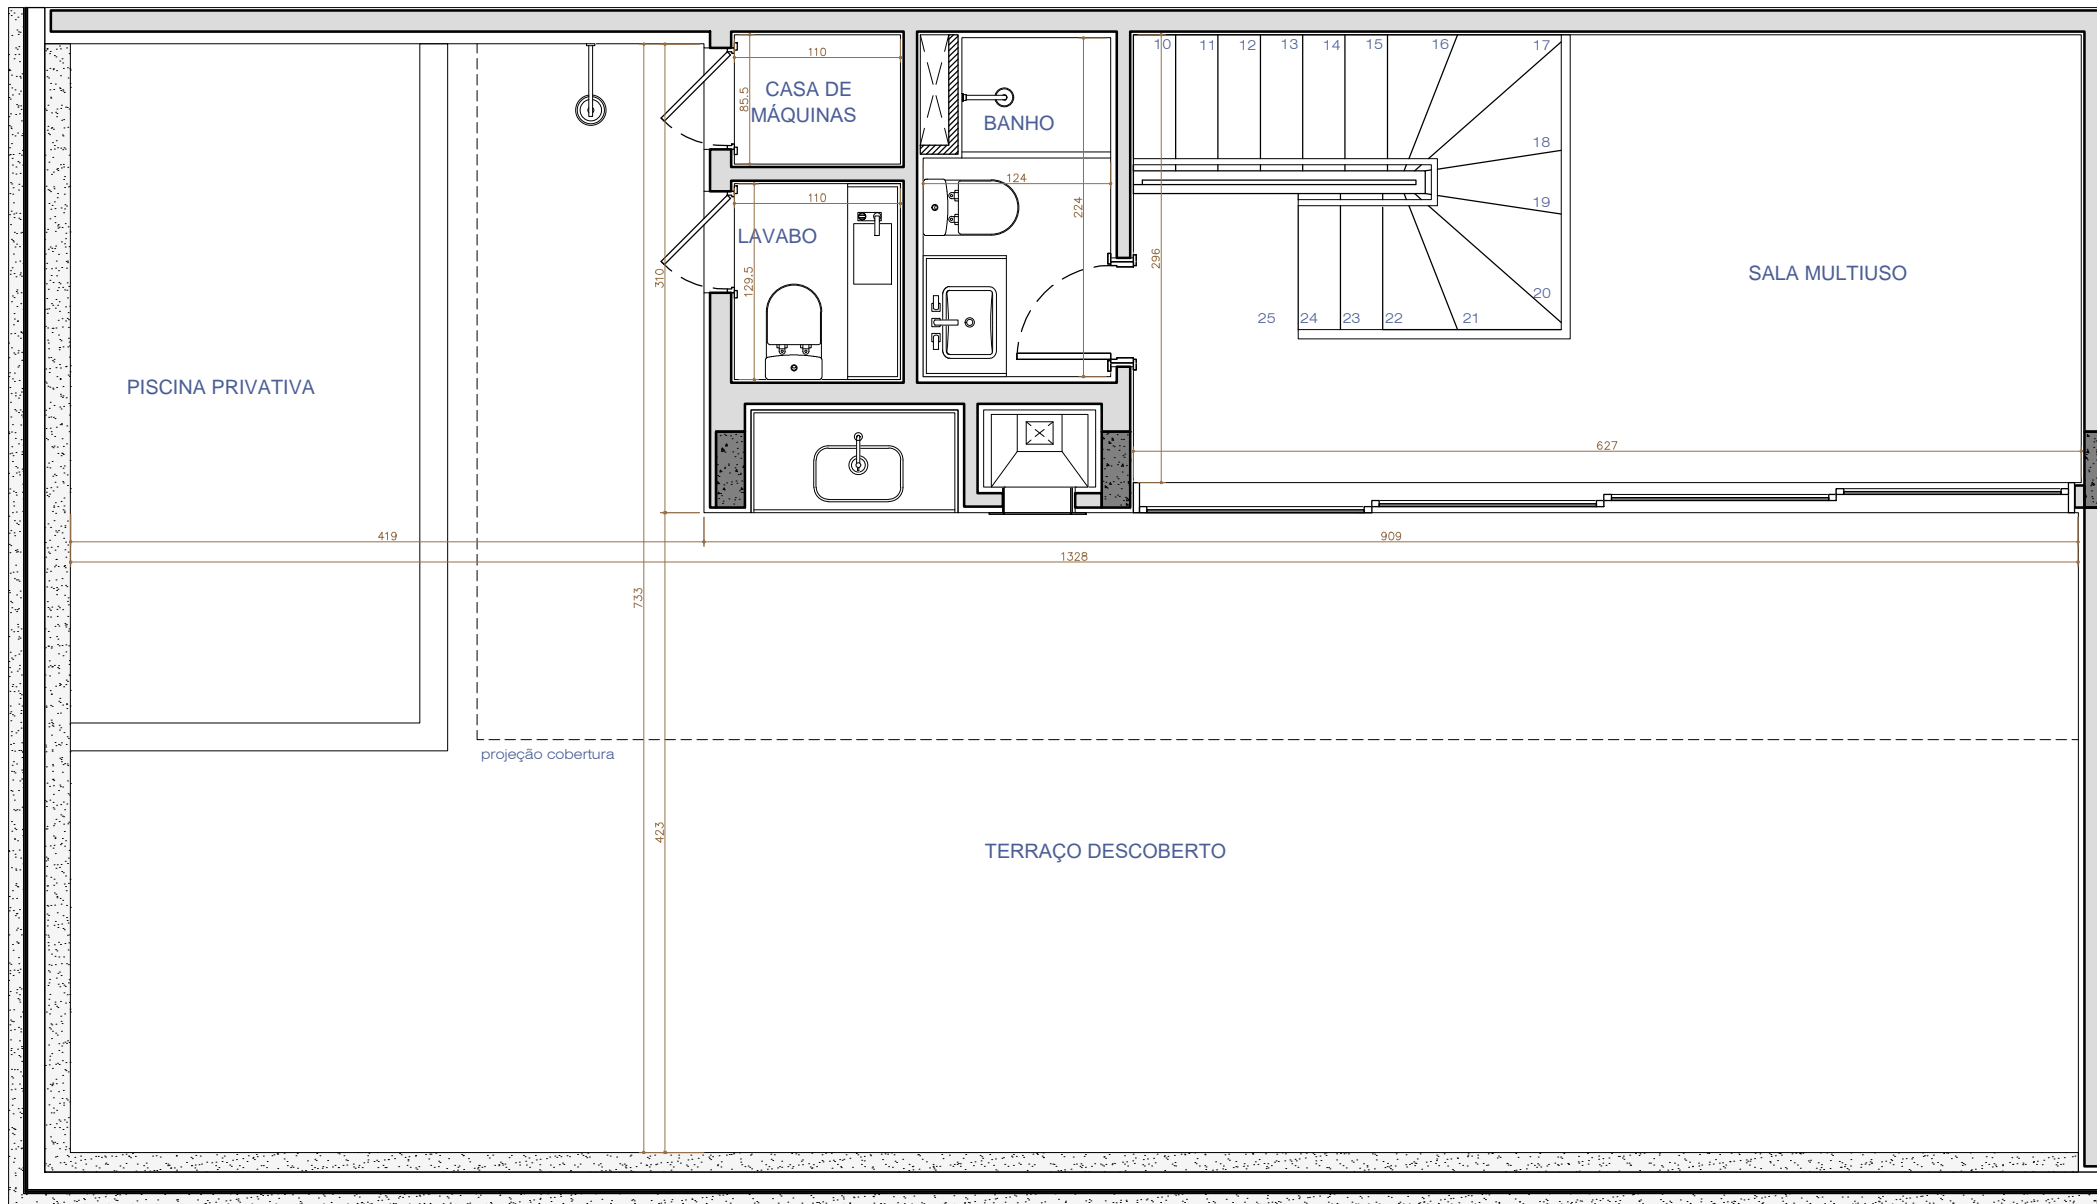 10 11 12 13 14 15 16 17
110
CASA DE
MÁQUINAS
85.5
BANHO
18
124
110
19
224
LAVABO
296
310
129.5
SALA MULTIUSO
20
25 24 23 22 21
PISCINA PRIVATIVA
627
419
909
1328
733
projeção cobertura
423
TERRAÇO DESCOBERTO